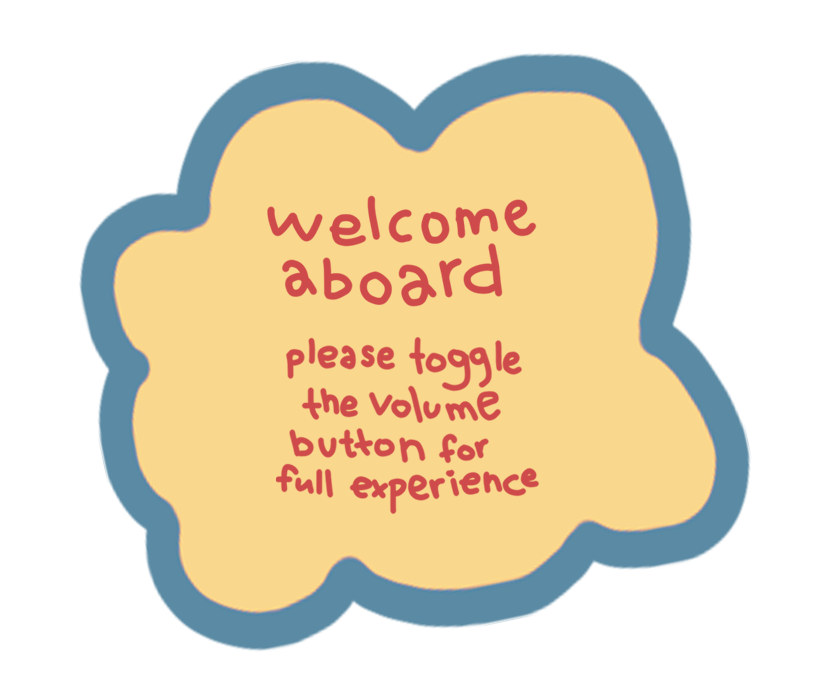 welcome
aboard
please toggle
the volume
button for
full experience